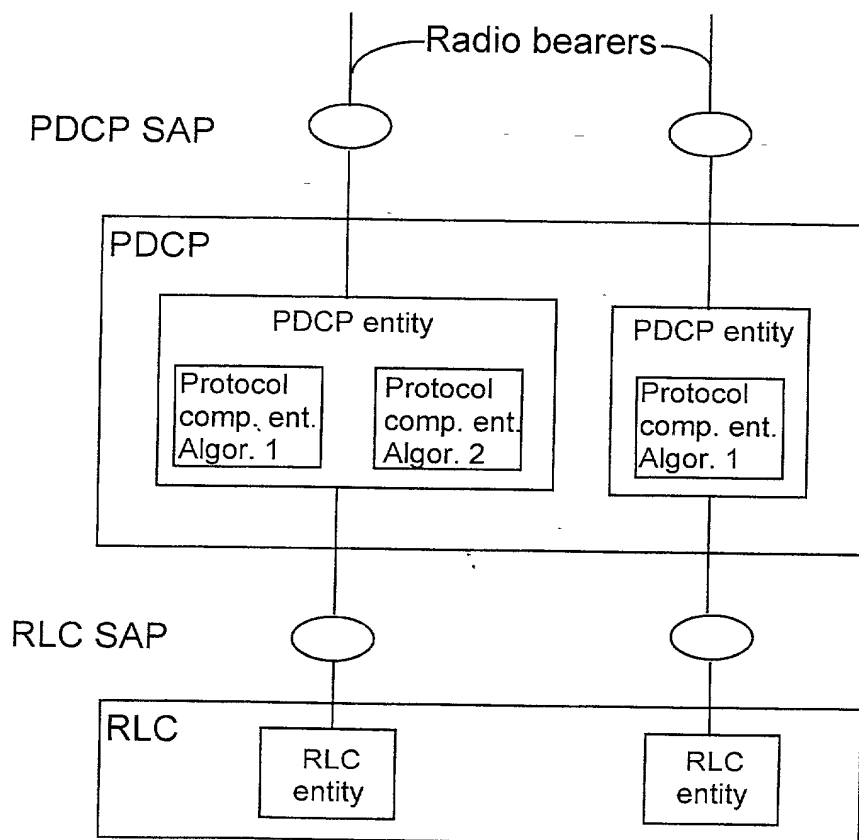 Radio bearers
PDCP SAP
PDCP
PDCP entity
Protocol
comp. ent.
Algor. 1
Protocol
comp. ent.
Algor. 2
PDCP entity
Protocol
comp. ent.
Algor. 1
RLC SAP
RLC
RLC
entity
RLC
entity